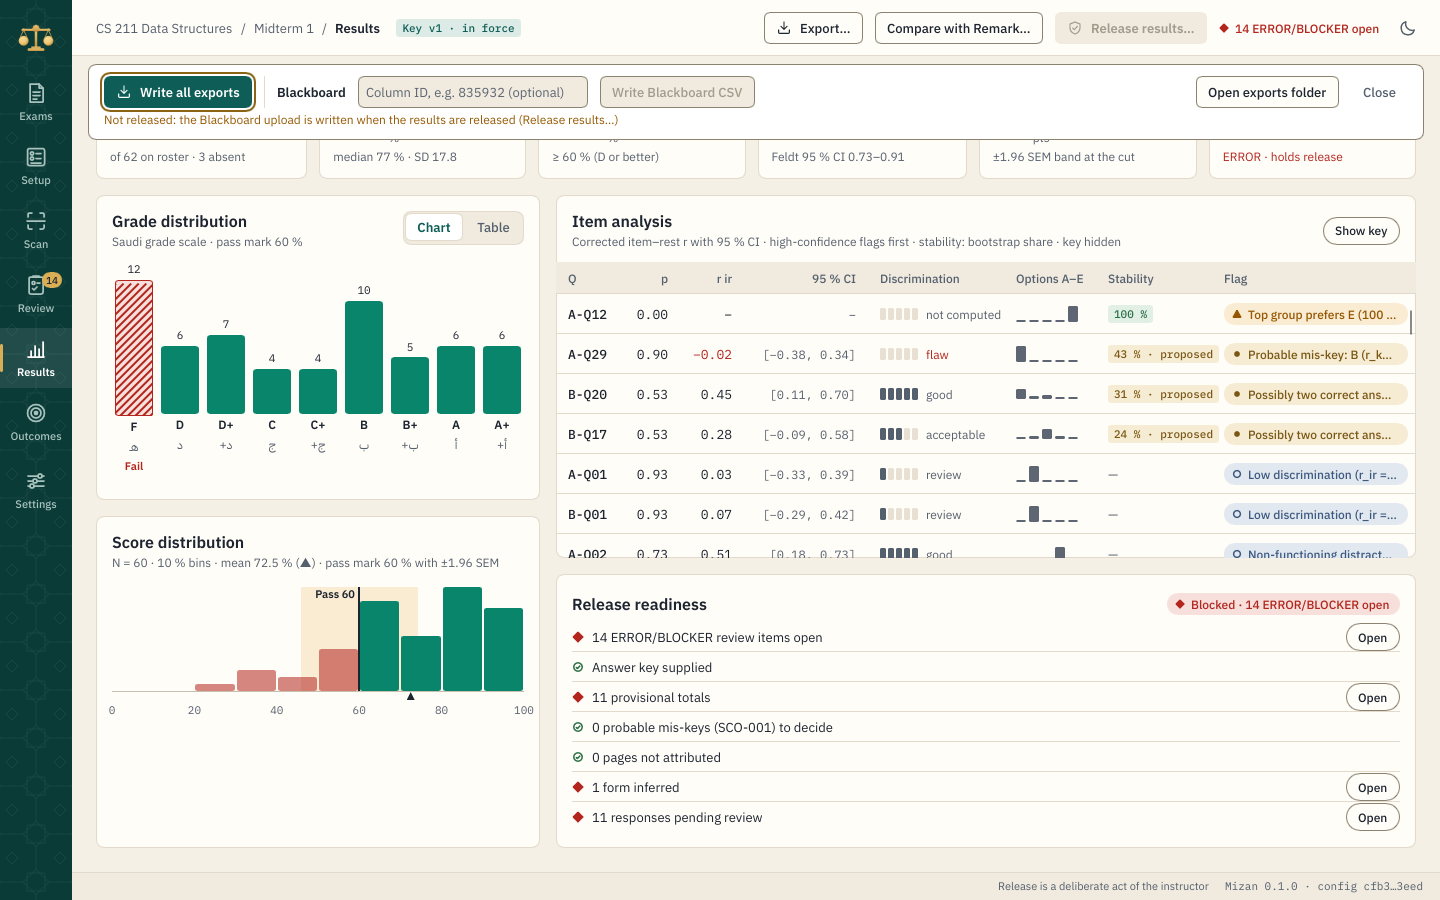 CS 211 Data Structures / Midterm 1 / Results Key v1 · in force
Export... Compare with Remark... Release results... 14 ERROR/BLOCKER open
Write all exports Blackboard Column ID, e.g. 835932 (optional) Write Blackboard CSV Open exports folder Close
Not released: the Blackboard upload is written when the results are released (Release results...)
Exams
Setup
Scan
14
Review
Results
Outcomes
Settings
of 62 on roster · 3 absent
median 77 % · SD 17.8
≥ 60 % (D or better)
Feldt 95 % CI 0.73–0.91
±1.96 SEM band at the cut
ERROR · holds release
Grade distribution
Saudi grade scale · pass mark 60 %
Chart Table
12 6 7 4 4 10 5 6 6
F D D+ C C+ B B+ A A+
هـ د د+ ج ج+ ب ب+ أ أ+
Fail
Score distribution
N = 60 · 10 % bins · mean 72.5 % (▲) · pass mark 60 % with ±1.96 SEM
Pass 60
0 20 40 60 80 100
Item analysis
Corrected item–rest r with 95 % CI · high-confidence flags first · stability: bootstrap share · key hidden
Show key
Q p r ir 95 % CI Discrimination Options A–E Stability Flag
A-Q12 0.00 – – not computed 100 % Top group prefers E (100 ...
A-Q29 0.90 −0.02 [−0.38, 0.34] flaw 43 % · proposed Probable mis-key: B (r_k...
B-Q20 0.53 0.45 [0.11, 0.70] good 31 % · proposed Possibly two correct ans...
B-Q17 0.53 0.28 [−0.09, 0.58] acceptable 24 % · proposed Possibly two correct ans...
A-Q01 0.93 0.03 [−0.33, 0.39] review — Low discrimination (r_ir =...
B-Q01 0.93 0.07 [−0.29, 0.42] review — Low discrimination (r_ir =...
A-Q02 0.73 0.51 [0.18, 0.73] good — Non-functioning distract...
Release readiness
Blocked · 14 ERROR/BLOCKER open
14 ERROR/BLOCKER review items open Open
Answer key supplied
11 provisional totals Open
0 probable mis-keys (SCO-001) to decide
0 pages not attributed
1 form inferred Open
11 responses pending review Open
Release is a deliberate act of the instructor Mizan 0.1.0 · config cfb3…3eed